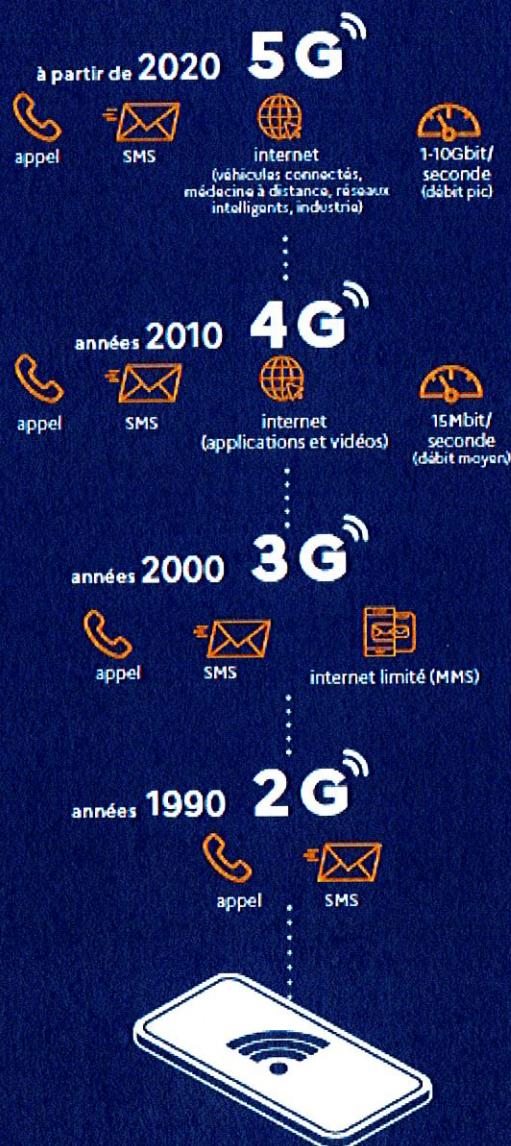 à partir de 2020 5G
appel
SMS
internet
(véhicules connectés,
médecine à distance, réseaux
intelligents, industrie)
1-10Gbit/
seconde
(débit pic)
années 2010 4G
appel
SMS
internet
(applications et vidéos)
15Mbit/
seconde
(débit moyen)
années 2000 3G
appel
SMS
internet limité (MMS)
années 1990 2G
appel
SMS